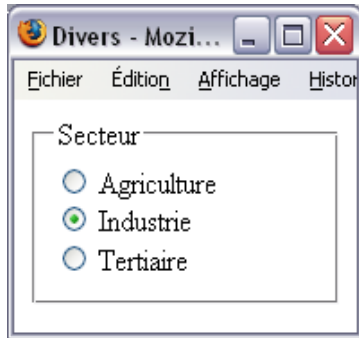 Divers - Mozi...
Fichier Édition Affichage Histor
Secteur
Agriculture
Industrie
Tertiaire